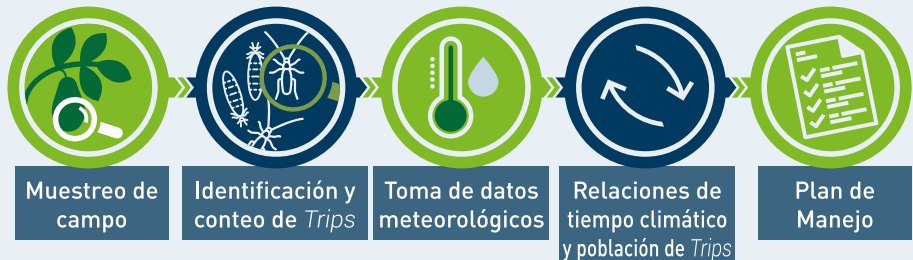 Muestreo de
campo
Identificación y
conteo de Trips
Toma de datos
meteorológicos
Relaciones de
tiempo climático
y población de Trips
Plan de
Manejo